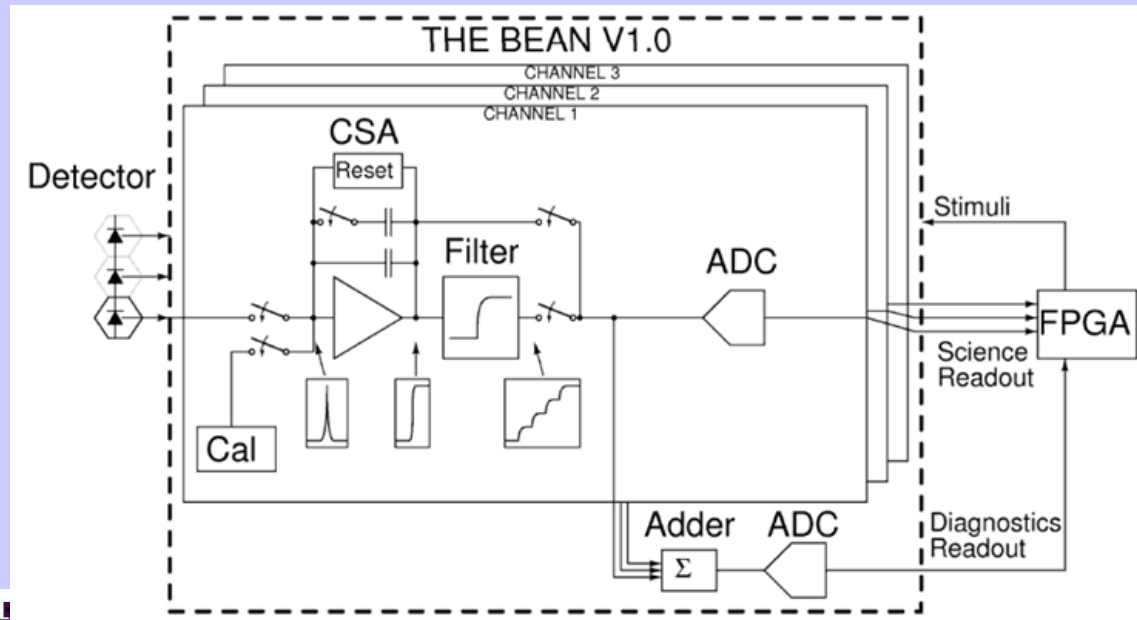 THE BEAN V1.0
CHANNEL 3
CHANNEL 2
CHANNEL 1
CSA
Reset
Detector
Stimuli
Filter
ADC
FPGA
Science
Readout
Cal
Adder
ADC
Diagnostics
Readout
Σ